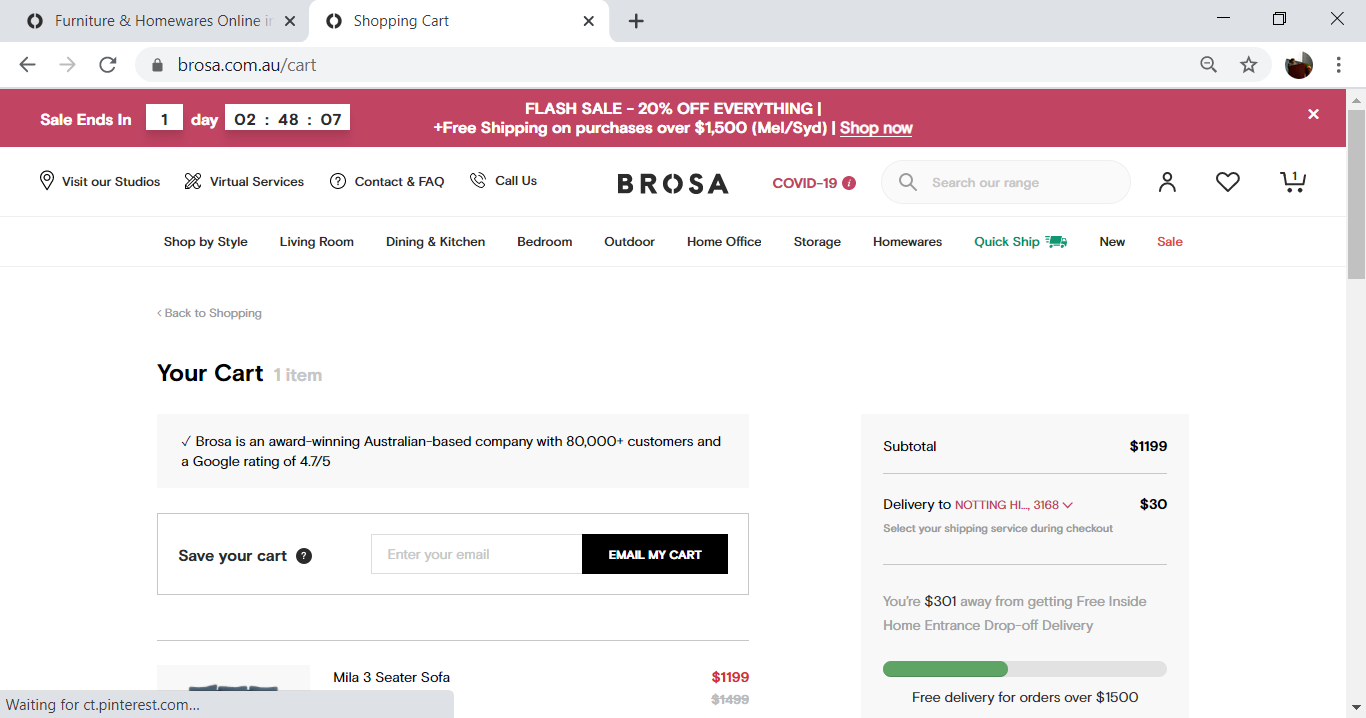 Furniture & Homewares Online in
Shopping Cart
brosa.com.au/cart
Sale Ends In 1 day 02 : 48 : 07
FLASH SALE - 20% OFF EVERYTHING |
+Free Shipping on purchases over $1,500 (Mel/Syd) | Shop now
Visit our Studios
Virtual Services
Contact & FAQ
Call Us
BROSA
COVID-19
Search our range
1
Shop by Style
Living Room
Dining & Kitchen
Bedroom
Outdoor
Home Office
Storage
Homewares
Quick Ship
New
Sale
‹ Back to Shopping
Your Cart 1 item
✓ Brosa is an award-winning Australian-based company with 80,000+ customers and
a Google rating of 4.7/5
Save your cart ?
Enter your email
EMAIL MY CART
Mila 3 Seater Sofa
$1199
$1499
Subtotal $1199
Delivery to NOTTING HI..., 3168 $30
Select your shipping service during checkout
You're $301 away from getting Free Inside
Home Entrance Drop-off Delivery
Free delivery for orders over $1500
Waiting for ct.pinterest.com...